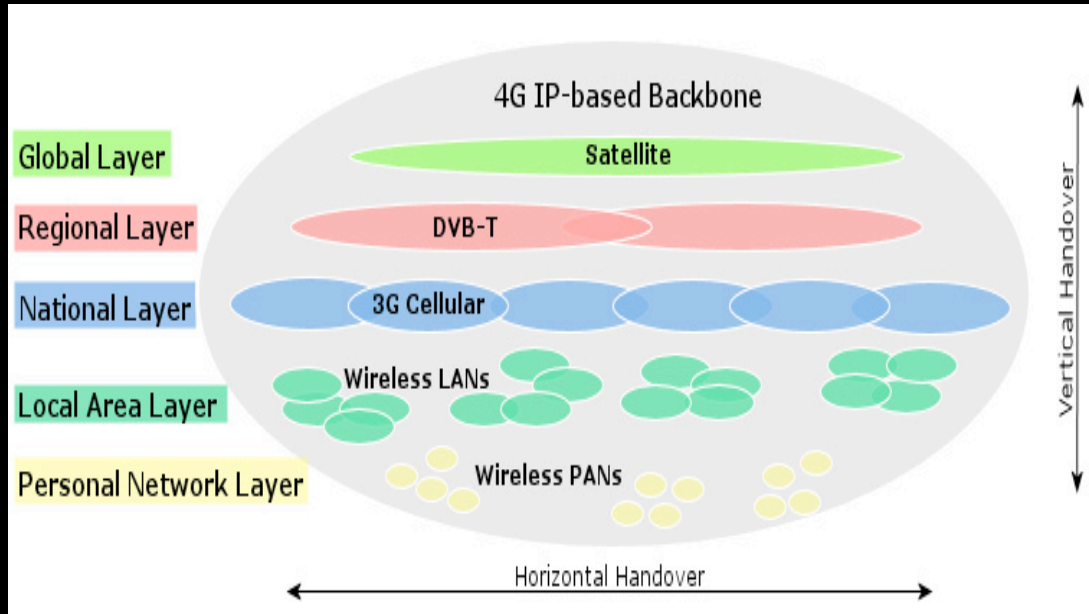 4G IP-based Backbone
Global Layer
Satellite
Regional Layer
DVB-T
National Layer
3G Cellular
Wireless LANs
Local Area Layer
Wireless PANs
Personal Network Layer
Horizontal Handover
Vertical Handover